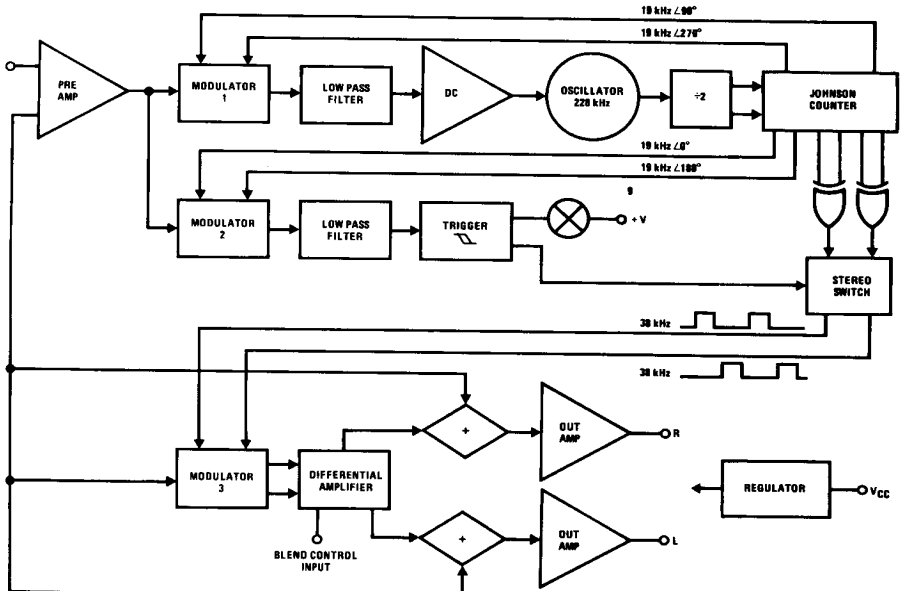 19 kHz ∠90°
19 kHz ∠270°
PRE
AMP
MODULATOR
1
LOW PASS
FILTER
DC
OSCILLATOR
228 kHz
÷2
JOHNSON
COUNTER
19 kHz ∠0°
19 kHz ∠180°
MODULATOR
2
LOW PASS
FILTER
TRIGGER
9
+V
STEREO
SWITCH
38 kHz
38 kHz
MODULATOR
3
DIFFERENTIAL
AMPLIFIER
+
OUT
AMP
R
REGULATOR
VCC
+
OUT
AMP
L
BLEND CONTROL
INPUT